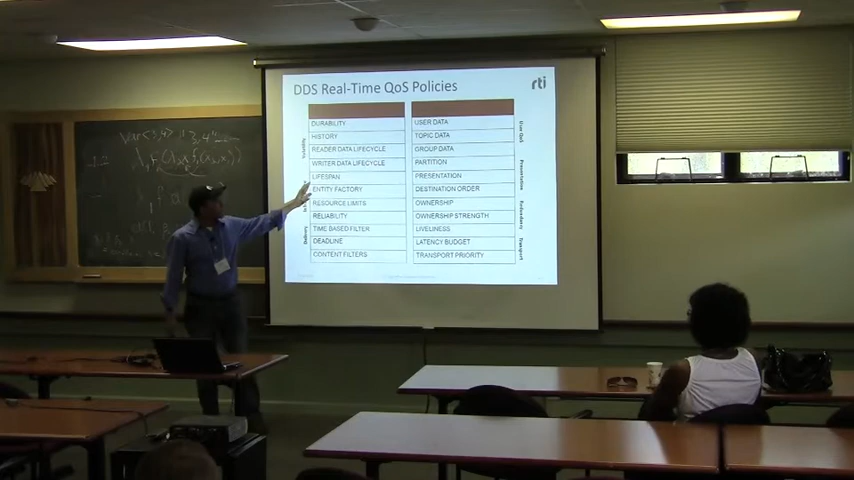 DDS Real-Time QoS Policies
rti
DURABILITY
HISTORY
READER DATA LIFECYCLE
WRITER DATA LIFECYCLE
LIFESPAN
ENTITY FACTORY
RESOURCE LIMITS
RELIABILITY
TIME BASED FILTER
DEADLINE
CONTENT FILTERS
USER DATA
TOPIC DATA
GROUP DATA
PARTITION
PRESENTATION
DESTINATION ORDER
OWNERSHIP
OWNERSHIP STRENGTH
LIVELINESS
LATENCY BUDGET
TRANSPORT PRIORITY
User QoS
Presentation
Redundancy
Transport